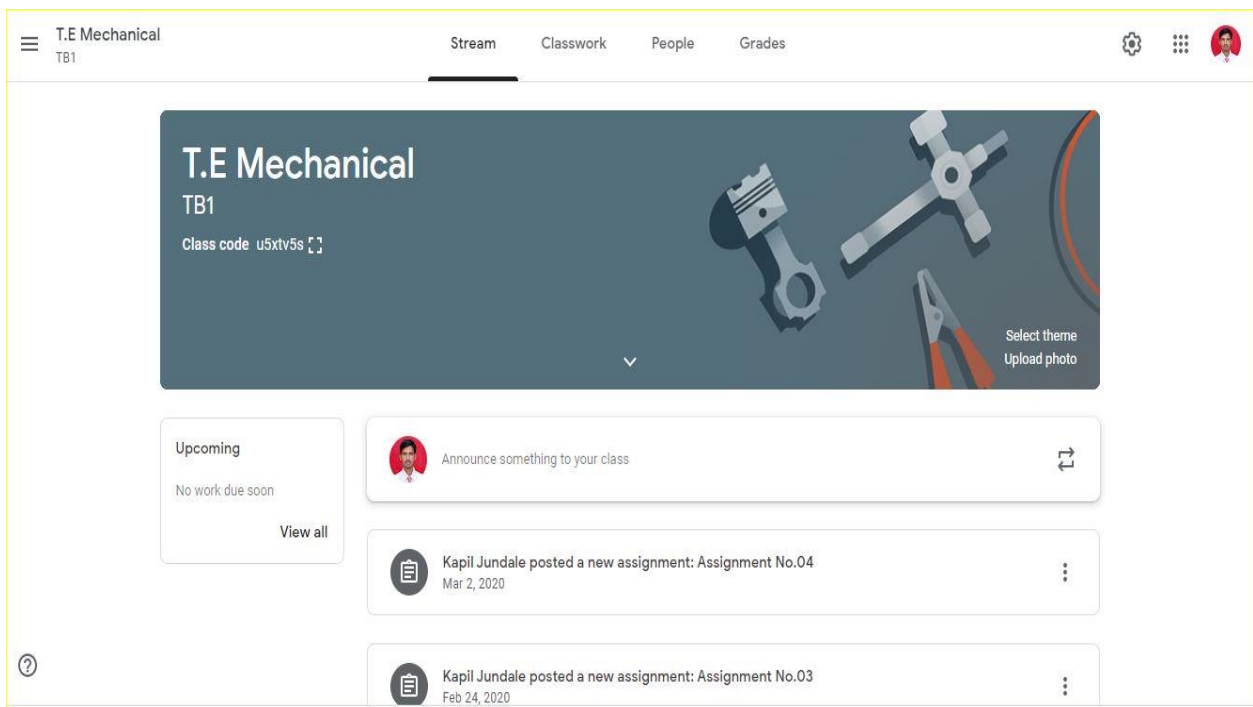 T.E Mechanical
TB1
Stream Classwork People Grades
T.E Mechanical
TB1
Class code u5xtv5s
Select theme
Upload photo
Upcoming
No work due soon
View all
Announce something to your class
Kapil Jundale posted a new assignment: Assignment No.04
Mar 2, 2020
Kapil Jundale posted a new assignment: Assignment No.03
Feb 24, 2020